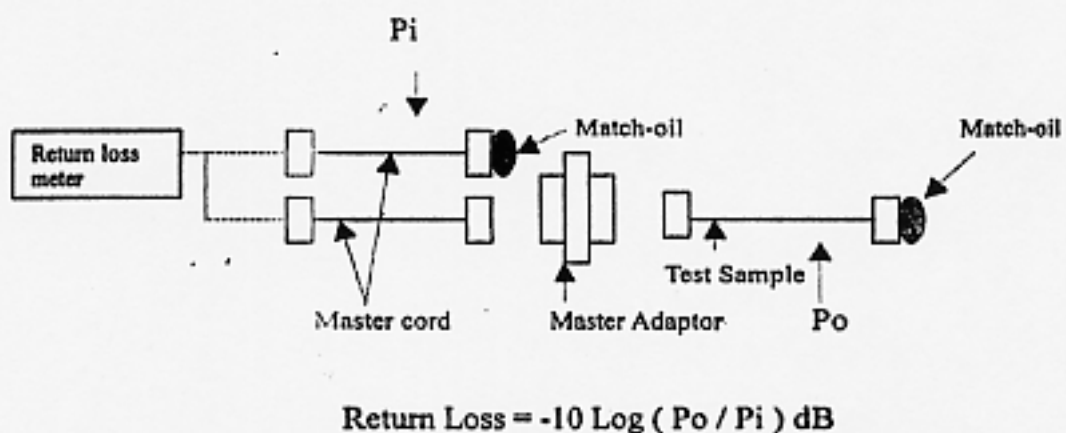 Pi
Match-oil
Match-oil
Return loss
meter
Test Sample
Master cord
Master Adaptor
Po
Return Loss = -10 Log ( Po / Pi ) dB